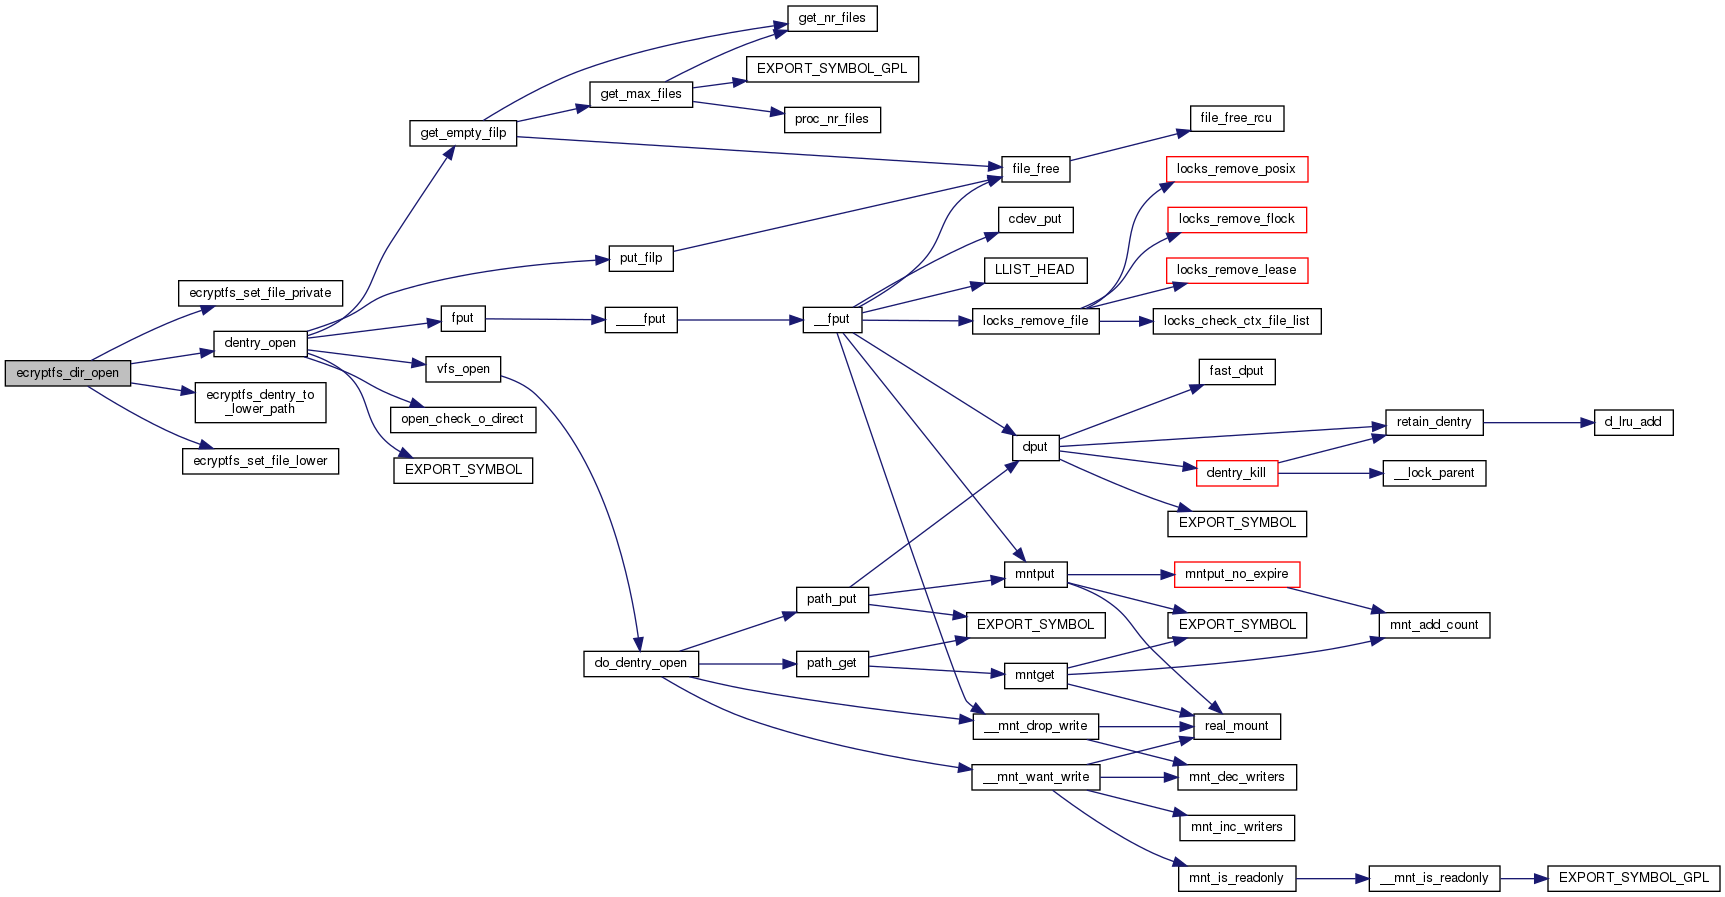 get_nr_files
EXPORT_SYMBOL_GPL
get_max_files
proc_nr_files
file_free_rcu
get_empty_filp
file_free
locks_remove_posix
cdev_put
locks_remove_flock
put_filp
LLIST_HEAD
locks_remove_lease
ecryptfs_set_file_private
fput
____fput
__fput
locks_remove_file
locks_check_ctx_file_list
dentry_open
ecryptfs_dir_open
vfs_open
fast_dput
ecryptfs_dentry_to
_lower_path
open_check_o_direct
retain_dentry
d_lru_add
dput
ecryptfs_set_file_lower
EXPORT_SYMBOL
dentry_kill
__lock_parent
EXPORT_SYMBOL
mntput
mntput_no_expire
path_put
EXPORT_SYMBOL
EXPORT_SYMBOL
mnt_add_count
do_dentry_open
path_get
mntget
__mnt_drop_write
real_mount
__mnt_want_write
mnt_dec_writers
mnt_inc_writers
mnt_is_readonly
__mnt_is_readonly
EXPORT_SYMBOL_GPL